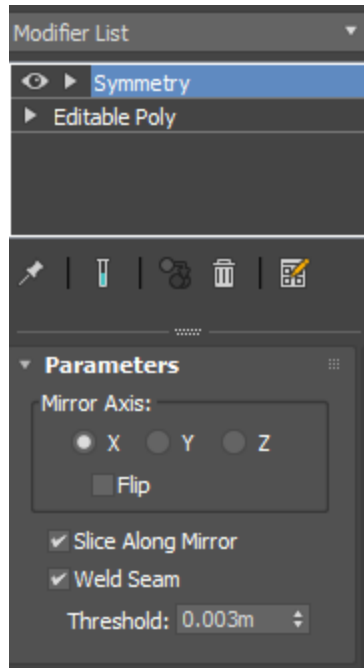 Modifier List
Symmetry
Editable Poly
Parameters
Mirror Axis:
X Y Z
Flip
Slice Along Mirror
Weld Seam
Threshold: 0.003m